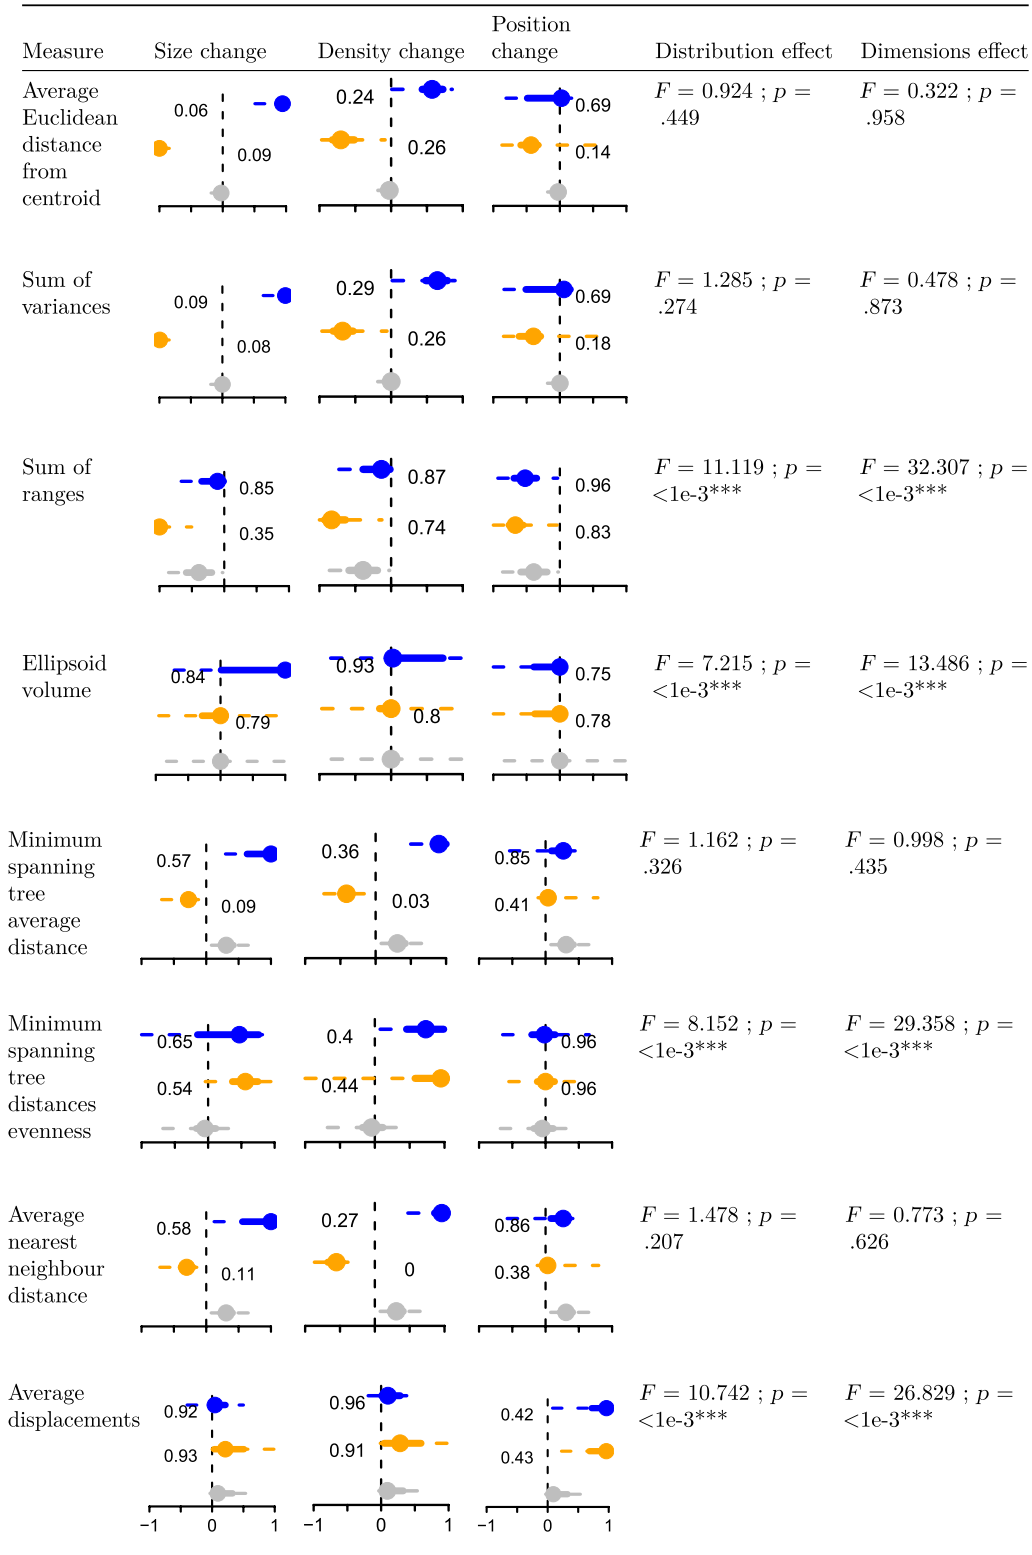 Position
Measure Size change Density change change Distribution effect Dimensions effect
Average 0.06 0.24 0.69 F = 0.924 ; p = F = 0.322 ; p =
Euclidean .449 .958
distance 0.09 0.26 0.14
from
centroid
Sum of 0.09 0.29 0.69 F = 1.285 ; p = F = 0.478 ; p =
variances .274 .873
0.08 0.26 0.18
Sum of 0.85 0.87 0.96 F = 11.119 ; p = F = 32.307 ; p =
ranges <1e-3*** <1e-3***
0.35 0.74 0.83
Ellipsoid 0.84 0.93 0.75 F = 7.215 ; p = F = 13.486 ; p =
volume <1e-3*** <1e-3***
0.79 0.8 0.78
Minimum 0.57 0.36 0.85 F = 1.162 ; p = F = 0.998 ; p =
spanning .326 .435
tree 0.09 0.03 0.41
average
distance
Minimum 0.65 0.4 0.96 F = 8.152 ; p = F = 29.358 ; p =
spanning <1e-3*** <1e-3***
tree 0.54 0.44 0.96
distances
evenness
Average 0.58 0.27 0.86 F = 1.478 ; p = F = 0.773 ; p =
nearest .207 .626
neighbour 0.11 0 0.38
distance
Average 0.92 0.96 0.42 F = 10.742 ; p = F = 26.829 ; p =
displacements <1e-3*** <1e-3***
0.93 0.91 0.43
−1 0 1 −1 0 1 −1 0 1